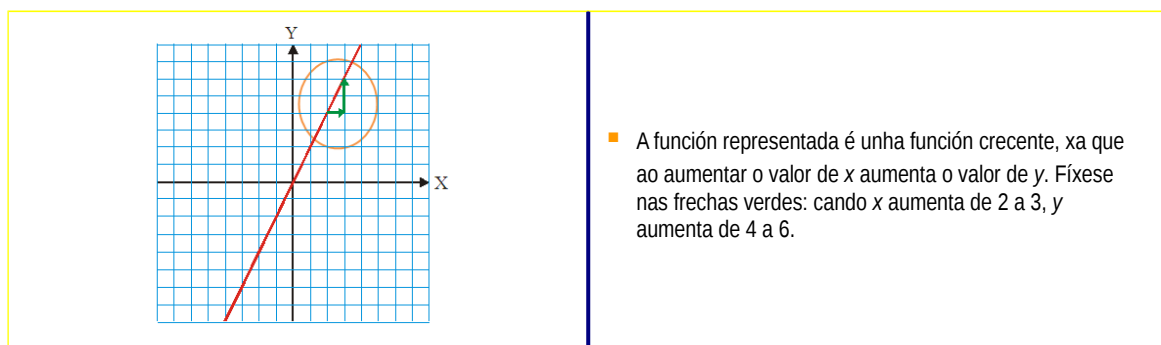 Y
X
A función representada é unha función crecente, xa que
ao aumentar o valor de x aumenta o valor de y. Fíxese
nas frechas verdes: cando x aumenta de 2 a 3, y
aumenta de 4 a 6.